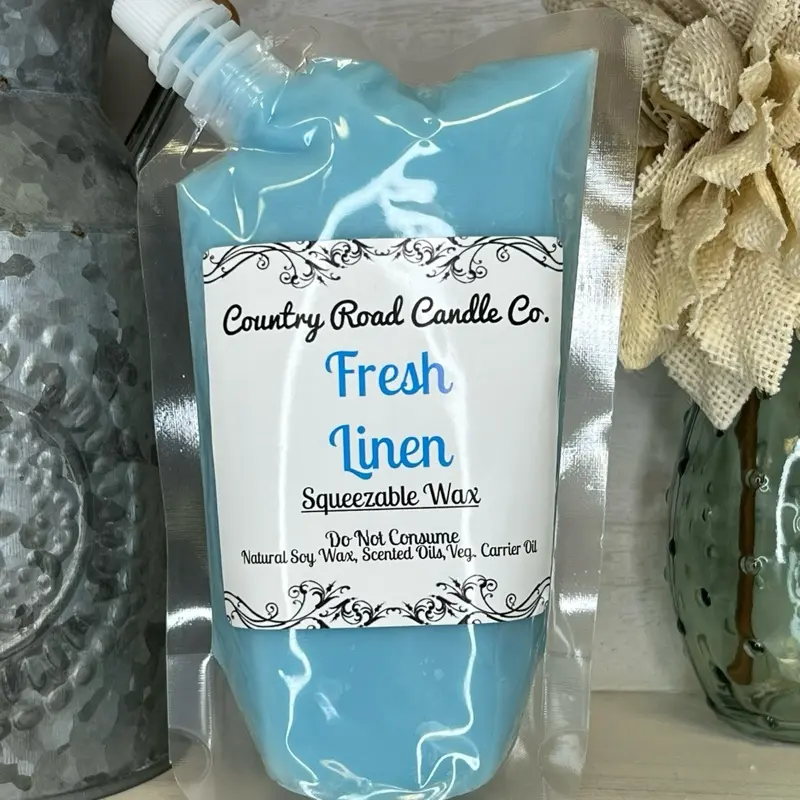 Country Road Candle Co.
Fresh
Linen
Squeezable Wax
Do Not Consume
Natural Soy Wax, Scented Oils, Veg. Carrier Oil